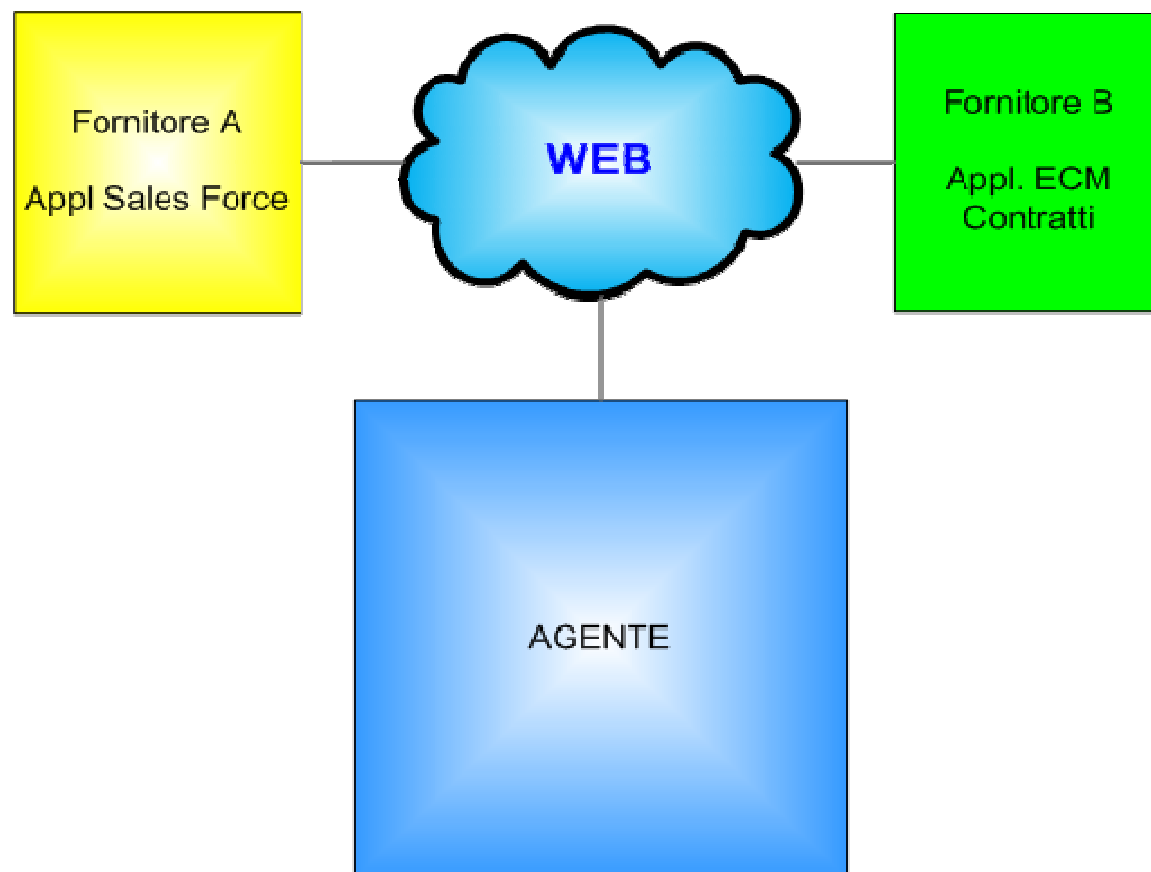 Fornitore A
Appl Sales Force
WEB
Fornitore B
Appl. ECM
Contratti
AGENTE